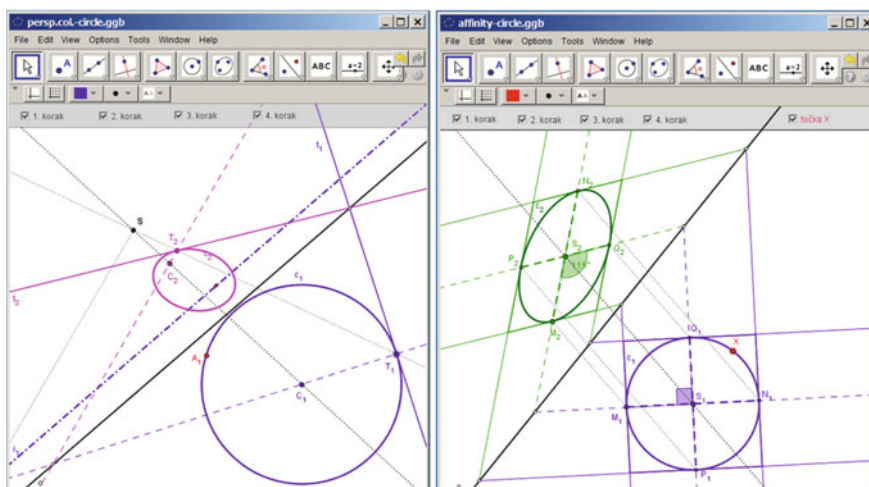 persp.col.-circle.ggb
File Edit View Options Tools Window Help
A ABC a=2
1. korak 2. korak 3. korak 4. korak
t₁
S
T₂
c₂
C₂
t₂
c₁
A₁
T₁
C₁
affinity-circle.ggb
File Edit View Options Tools Window Help
A ABC a=2
1. korak 2. korak 3. korak 4. korak točka X
N₂
c₂
S₂
Q₂
P₂
M₂
Q₁
X
c₁
S₁
N₁
M₁
P₁